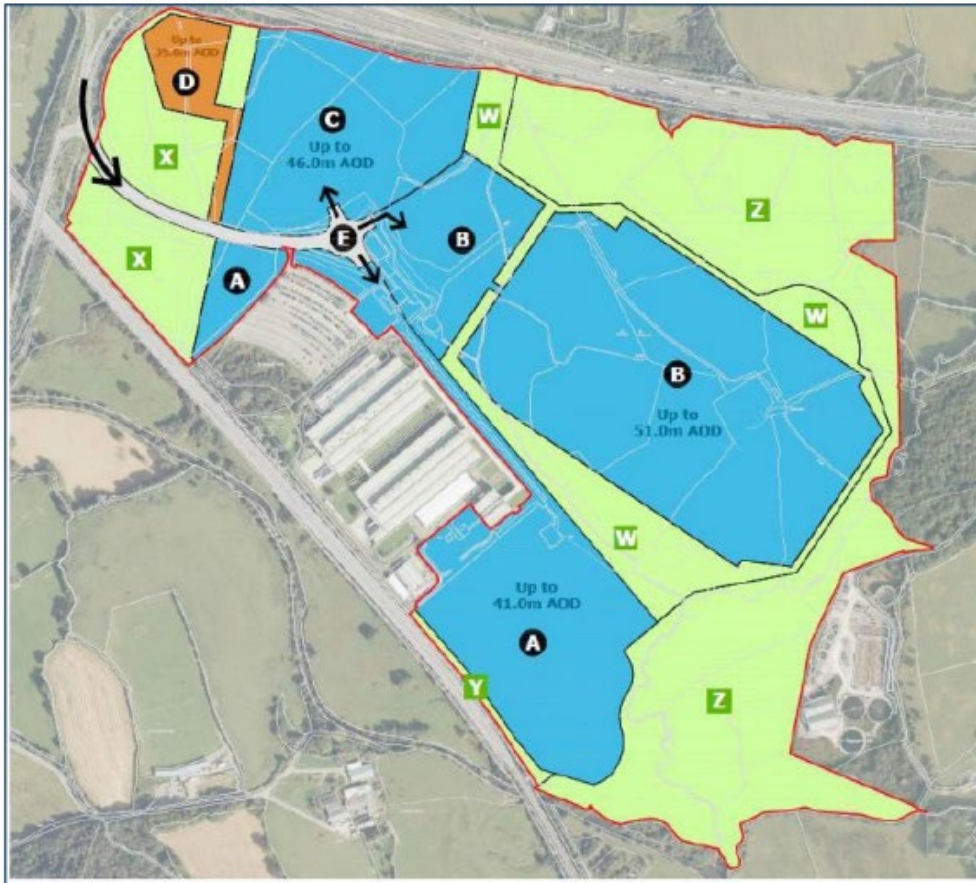 Up to
35.0m AOD
D
C
Up to
46.0m AOD
W
X
Z
E
B
X
A
W
B
Up to
51.0m AOD
W
Up to
41.0m AOD
A
Y
Z